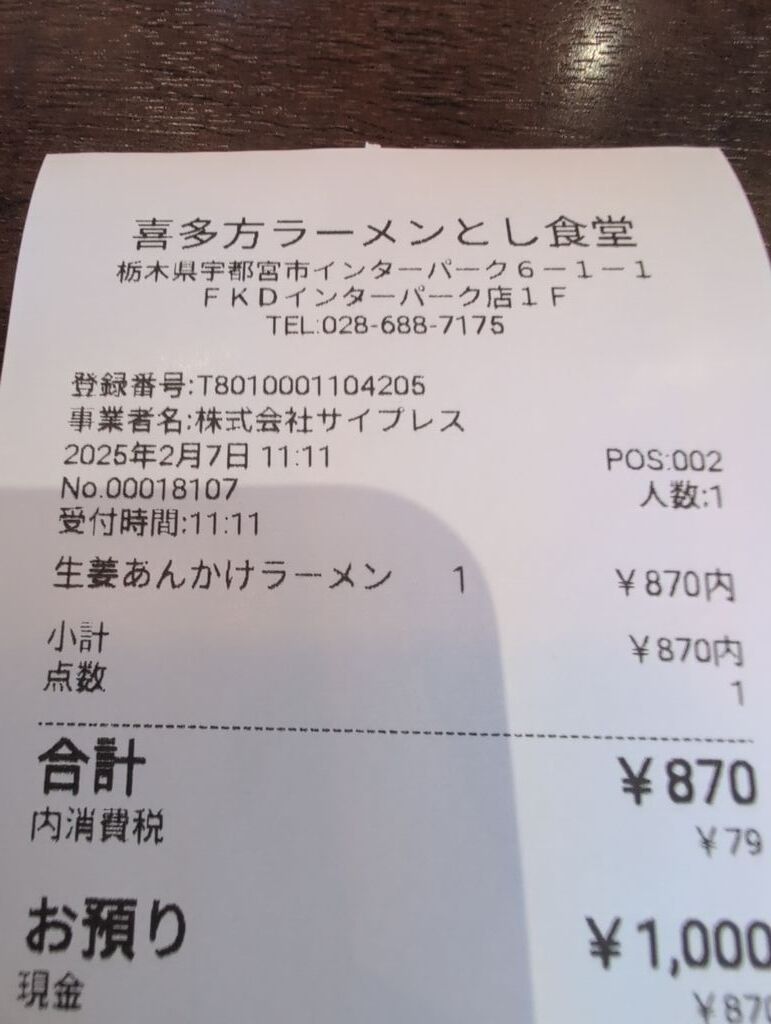 喜多方ラーメンとし食堂
栃木県宇都宮市インターパーク6－1－1
FKDインターパーク店1F
TEL:028-688-7175
登録番号:T8010001104205
事業者名:株式会社サイプレス
2025年2月7日 11:11 POS:002
No.00018107 人数:1
受付時間:11:11
生姜あんかけラーメン 1 ¥870内
小計 ¥870内
点数 1
合計 ¥870
内消費税 ¥79
お預り ¥1,000
現金 ¥870